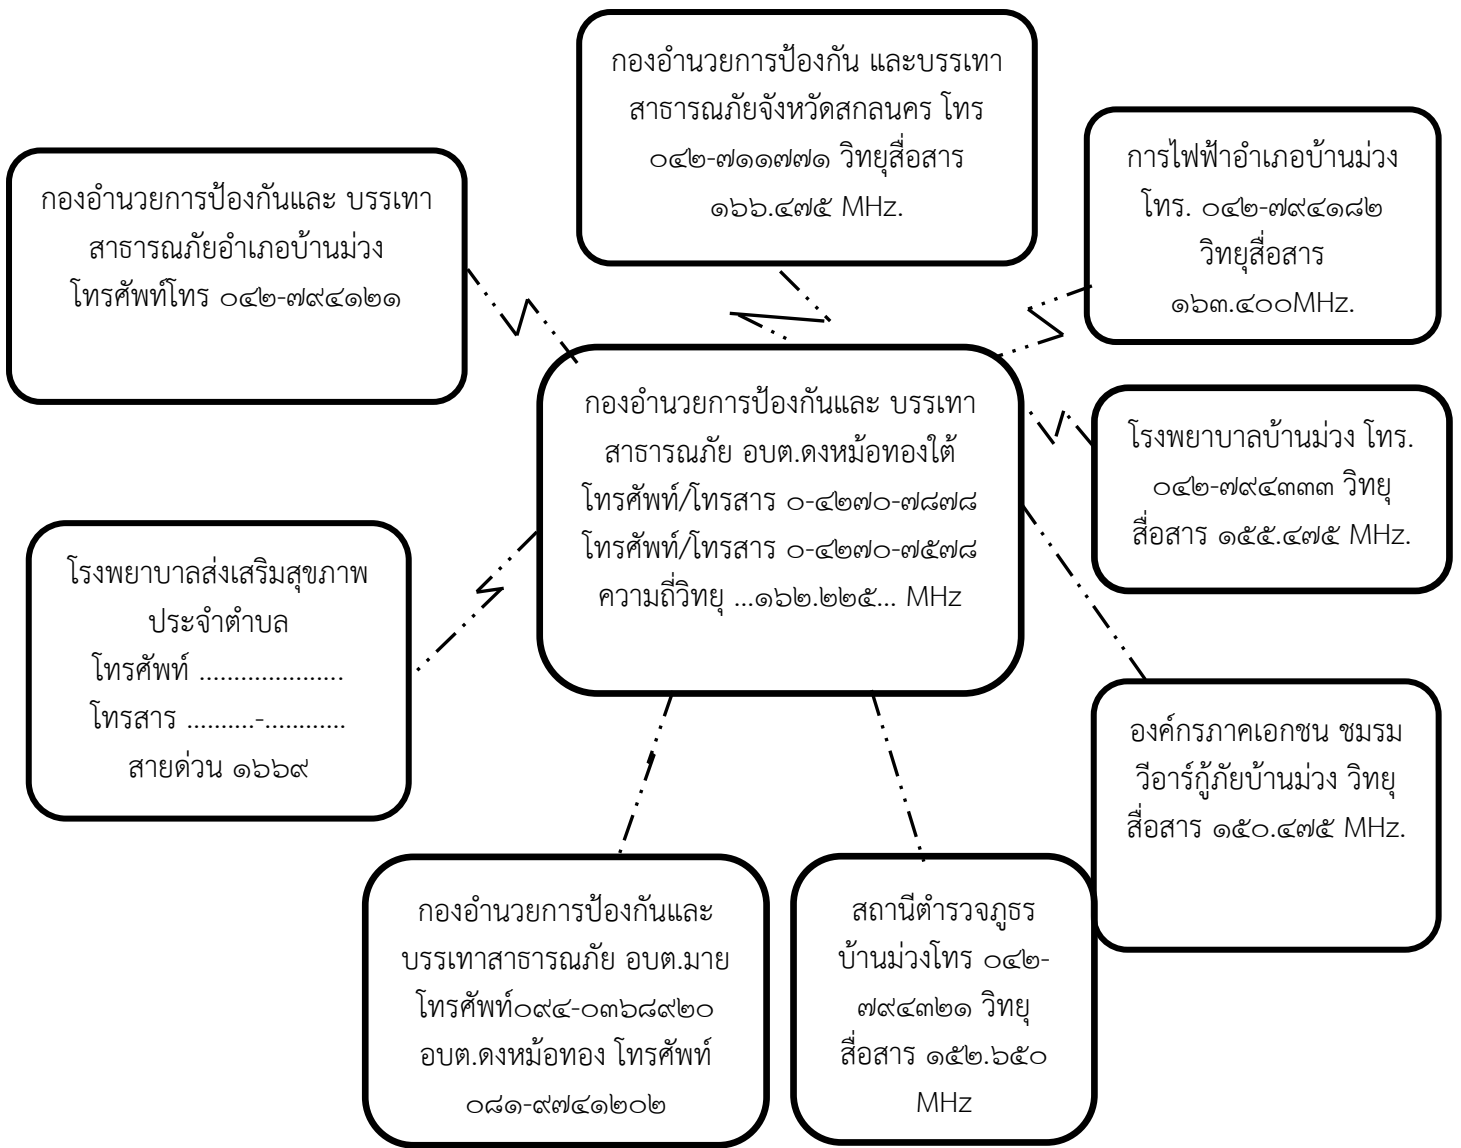 กองอำนวยการป้องกัน และบรรเทา
สาธารณภัยจังหวัดสกลนคร โทร
๐๔๒-๗๑๑๗๗๑ วิทยุสื่อสาร
๑๖๖.๔๗๕ MHz.
การไฟฟ้าอำเภอบ้านม่วง
โทร. ๐๔๒-๗๙๔๑๘๒
วิทยุสื่อสาร
๑๖๓.๔๐๐MHz.
กองอำนวยการป้องกันและ บรรเทา
สาธารณภัยอำเภอบ้านม่วง
โทรศัพท์โทร ๐๔๒-๗๙๔๑๒๑
กองอำนวยการป้องกันและ บรรเทา
สาธารณภัย อบต.ดงหม้อทองใต้
โทรศัพท์/โทรสาร ๐-๔๒๗๐-๗๘๗๘
โทรศัพท์/โทรสาร ๐-๔๒๗๐-๗๕๗๘
ความถี่วิทยุ ...๑๖๒.๒๒๕... MHz
โรงพยาบาลบ้านม่วง โทร.
๐๔๒-๗๙๔๓๓๓ วิทยุ
สื่อสาร ๑๕๕.๔๗๕ MHz.
โรงพยาบาลส่งเสริมสุขภาพ
ประจำตำบล
โทรศัพท์ .....................
โทรสาร ..........-............
สายด่วน ๑๖๖๙
องค์กรภาคเอกชน ชมรม
วีอาร์กู้ภัยบ้านม่วง วิทยุ
สื่อสาร ๑๕๐.๔๗๕ MHz.
กองอำนวยการป้องกันและ
บรรเทาสาธารณภัย อบต.มาย
โทรศัพท์๐๙๔-๐๓๖๘๙๒๐
อบต.ดงหม้อทอง โทรศัพท์
๐๘๑-๙๗๔๑๒๐๒
สถานีตำรวจภูธร
บ้านม่วงโทร ๐๔๒-
๗๙๔๓๒๑ วิทยุ
สื่อสาร ๑๕๒.๖๕๐
MHz